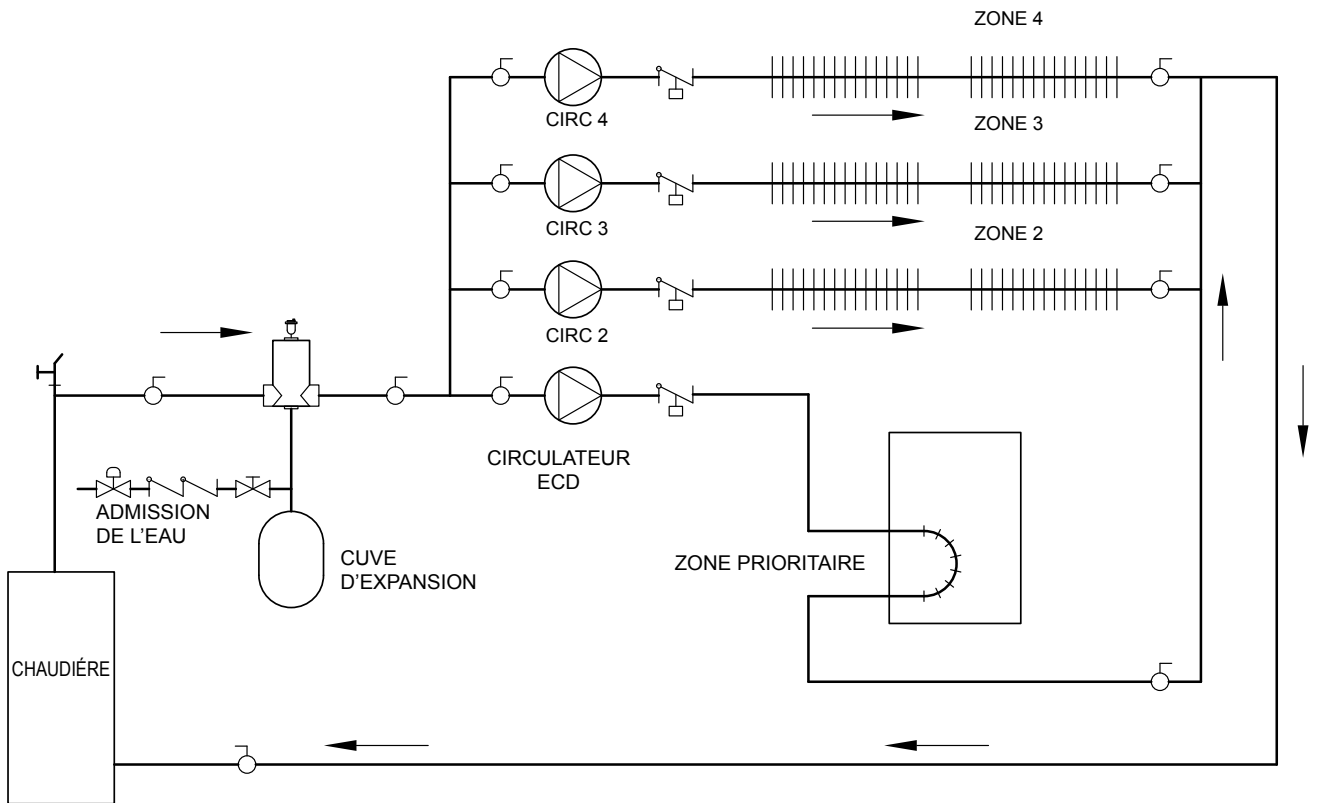 ZONE 4
CIRC 4
ZONE 3
CIRC 3
ZONE 2
CIRC 2
CIRCULATEUR
ECD
ADMISSION
DE L'EAU
CUVE
D'EXPANSION
ZONE PRIORITAIRE
CHAUDIÉRE